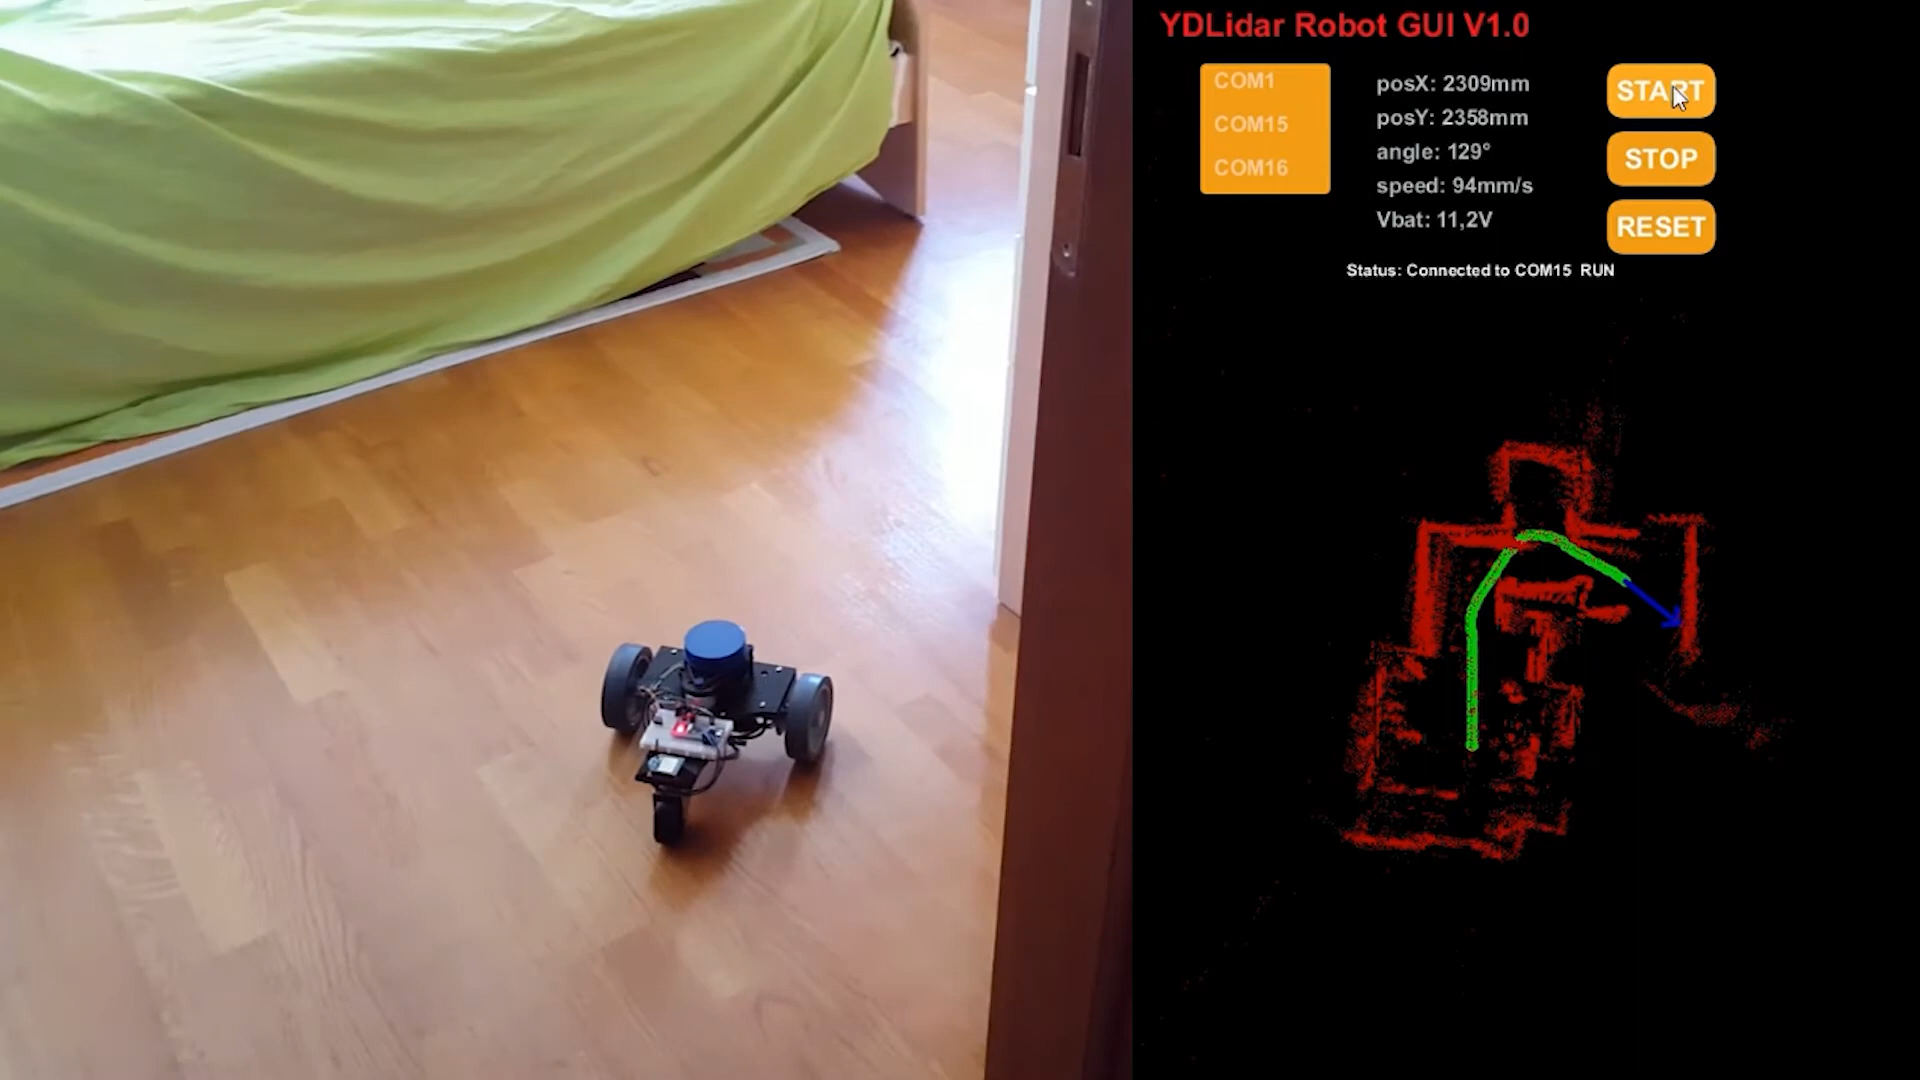 YDLidar Robot GUI V1.0
COM1
COM15
COM16
posX: 2309mm
posY: 2358mm
angle: 129°
speed: 94mm/s
Vbat: 11,2V
START
STOP
RESET
Status: Connected to COM15 RUN